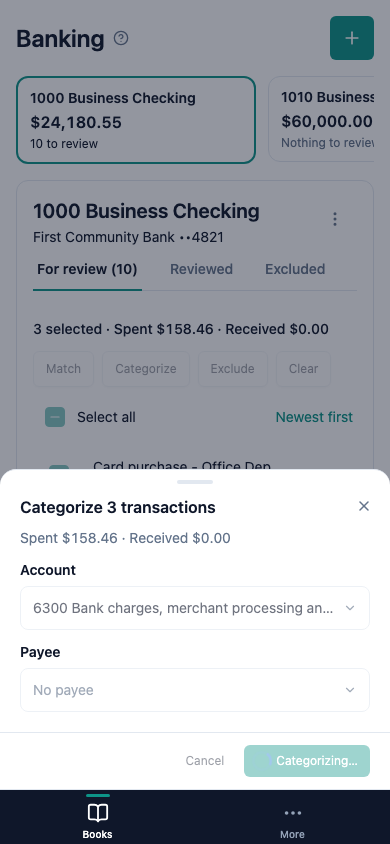 Banking
1000 Business Checking
$24,180.55
10 to review
1010 Business
$60,000.00
Nothing to review
1000 Business Checking
First Community Bank ••4821
For review (10) Reviewed Excluded
3 selected · Spent $158.46 · Received $0.00
Match Categorize Exclude Clear
Select all Newest first
Card purchase - Office Dep
Categorize 3 transactions
Spent $158.46 · Received $0.00
Account
6300 Bank charges, merchant processing an...
Payee
No payee
Cancel Categorizing...
Books More